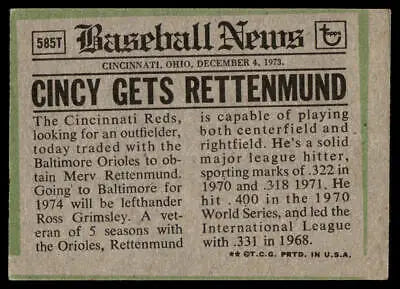 585T
Baseball News
Topps
CINCINNATI, OHIO, DECEMBER 4, 1973.
CINCY GETS RETTENMUND
The Cincinnati Reds,
looking for an outfielder,
today traded with the
Baltimore Orioles to ob-
tain Merv Rettenmund.
Going to Baltimore for
1974 will be lefthander
Ross Grimsley. A vet-
eran of 5 seasons with
the Orioles, Rettenmund
is capable of playing
both centerfield and
rightfield. He's a solid
major league hitter,
sporting marks of .322 in
1970 and .318 1971. He
hit .400 in the 1970
World Series, and led the
International League
with .331 in 1968.
** ©T.C.G. PRTD. IN U.S.A.